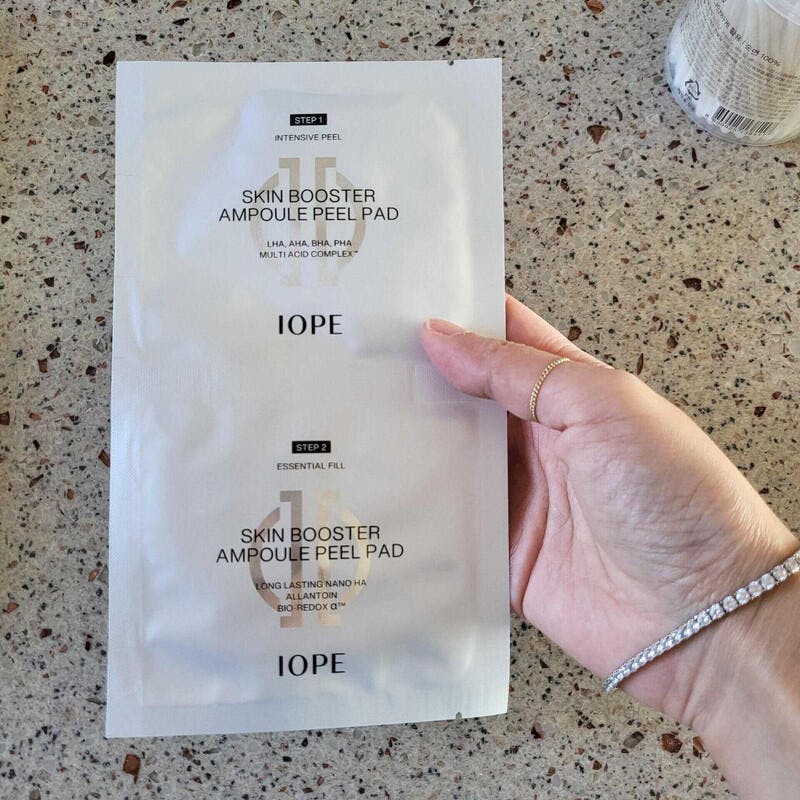 STEP 1
INTENSIVE PEEL
SKIN BOOSTER
AMPOULE PEEL PAD
LHA, AHA, BHA, PHA
MULTI ACID COMPLEX™
IOPE
STEP 2
ESSENTIAL FILL
SKIN BOOSTER
AMPOULE PEEL PAD
LONG LASTING NANO HA
ALLANTOIN
BIO-REDOX α™
IOPE
100%